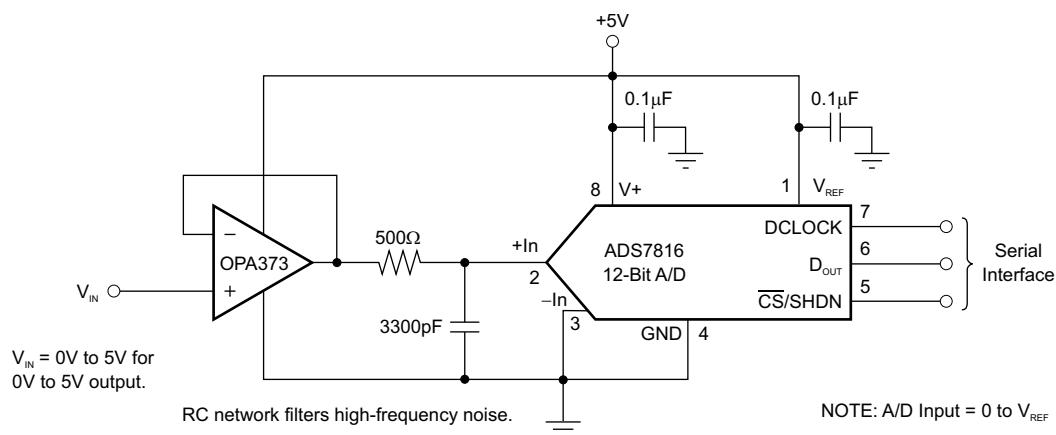 +5V
0.1μF
0.1μF
8 V+
1 VREF
−
OPA373
+
VIN
500Ω
3300pF
+In
2
−In
3
ADS7816
12-Bit A/D
DCLOCK 7
DOUT 6
CS/SHDN 5
GND 4
Serial
Interface
VIN = 0V to 5V for
0V to 5V output.
RC network filters high-frequency noise.
NOTE: A/D Input = 0 to VREF